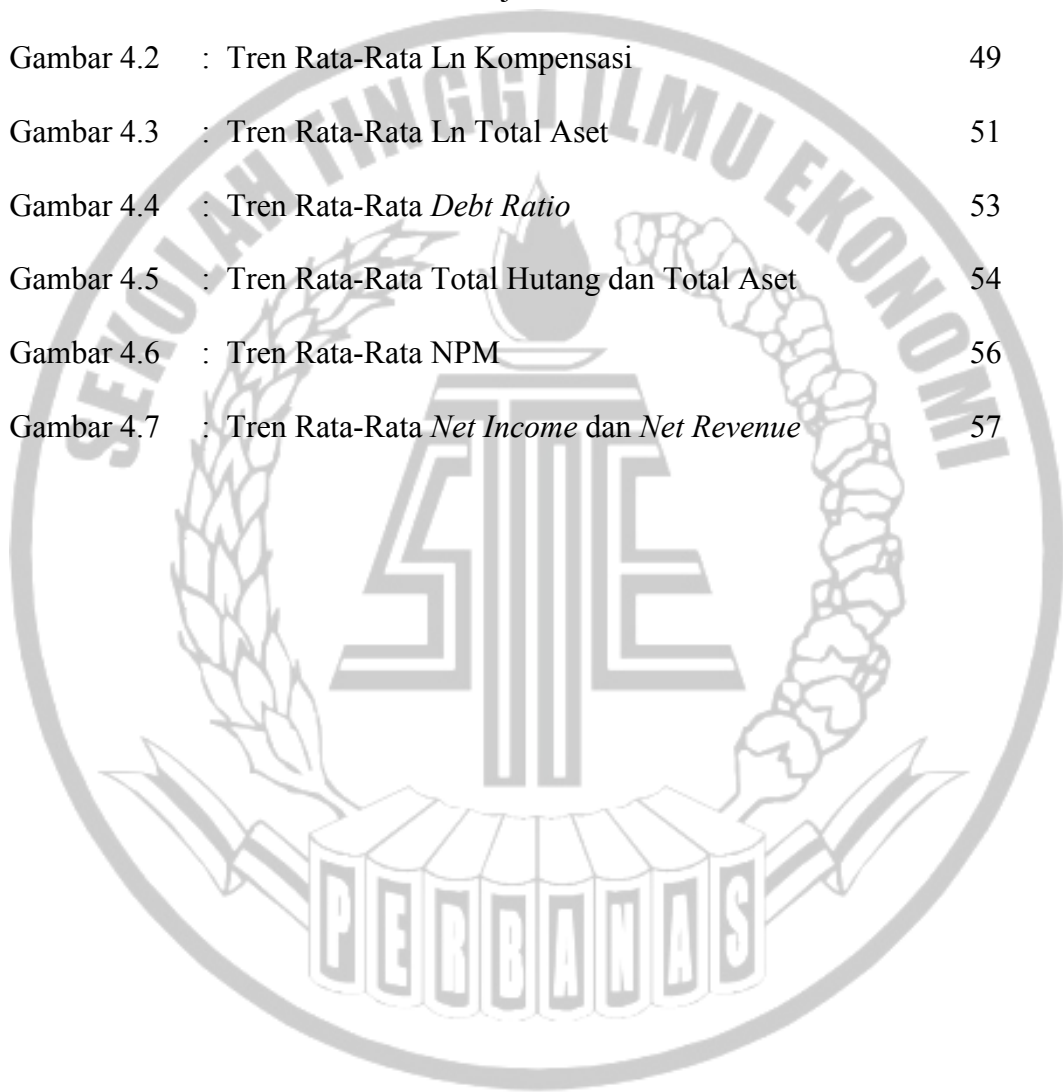 Gambar 4.2 : Tren Rata-Rata Ln Kompensasi 49
Gambar 4.3 : Tren Rata-Rata Ln Total Aset 51
Gambar 4.4 : Tren Rata-Rata Debt Ratio 53
Gambar 4.5 : Tren Rata-Rata Total Hutang dan Total Aset 54
Gambar 4.6 : Tren Rata-Rata NPM 56
Gambar 4.7 : Tren Rata-Rata Net Income dan Net Revenue 57
SEKOLAH TINGGI ILMU EKONOMI
STIE
PERBANAS